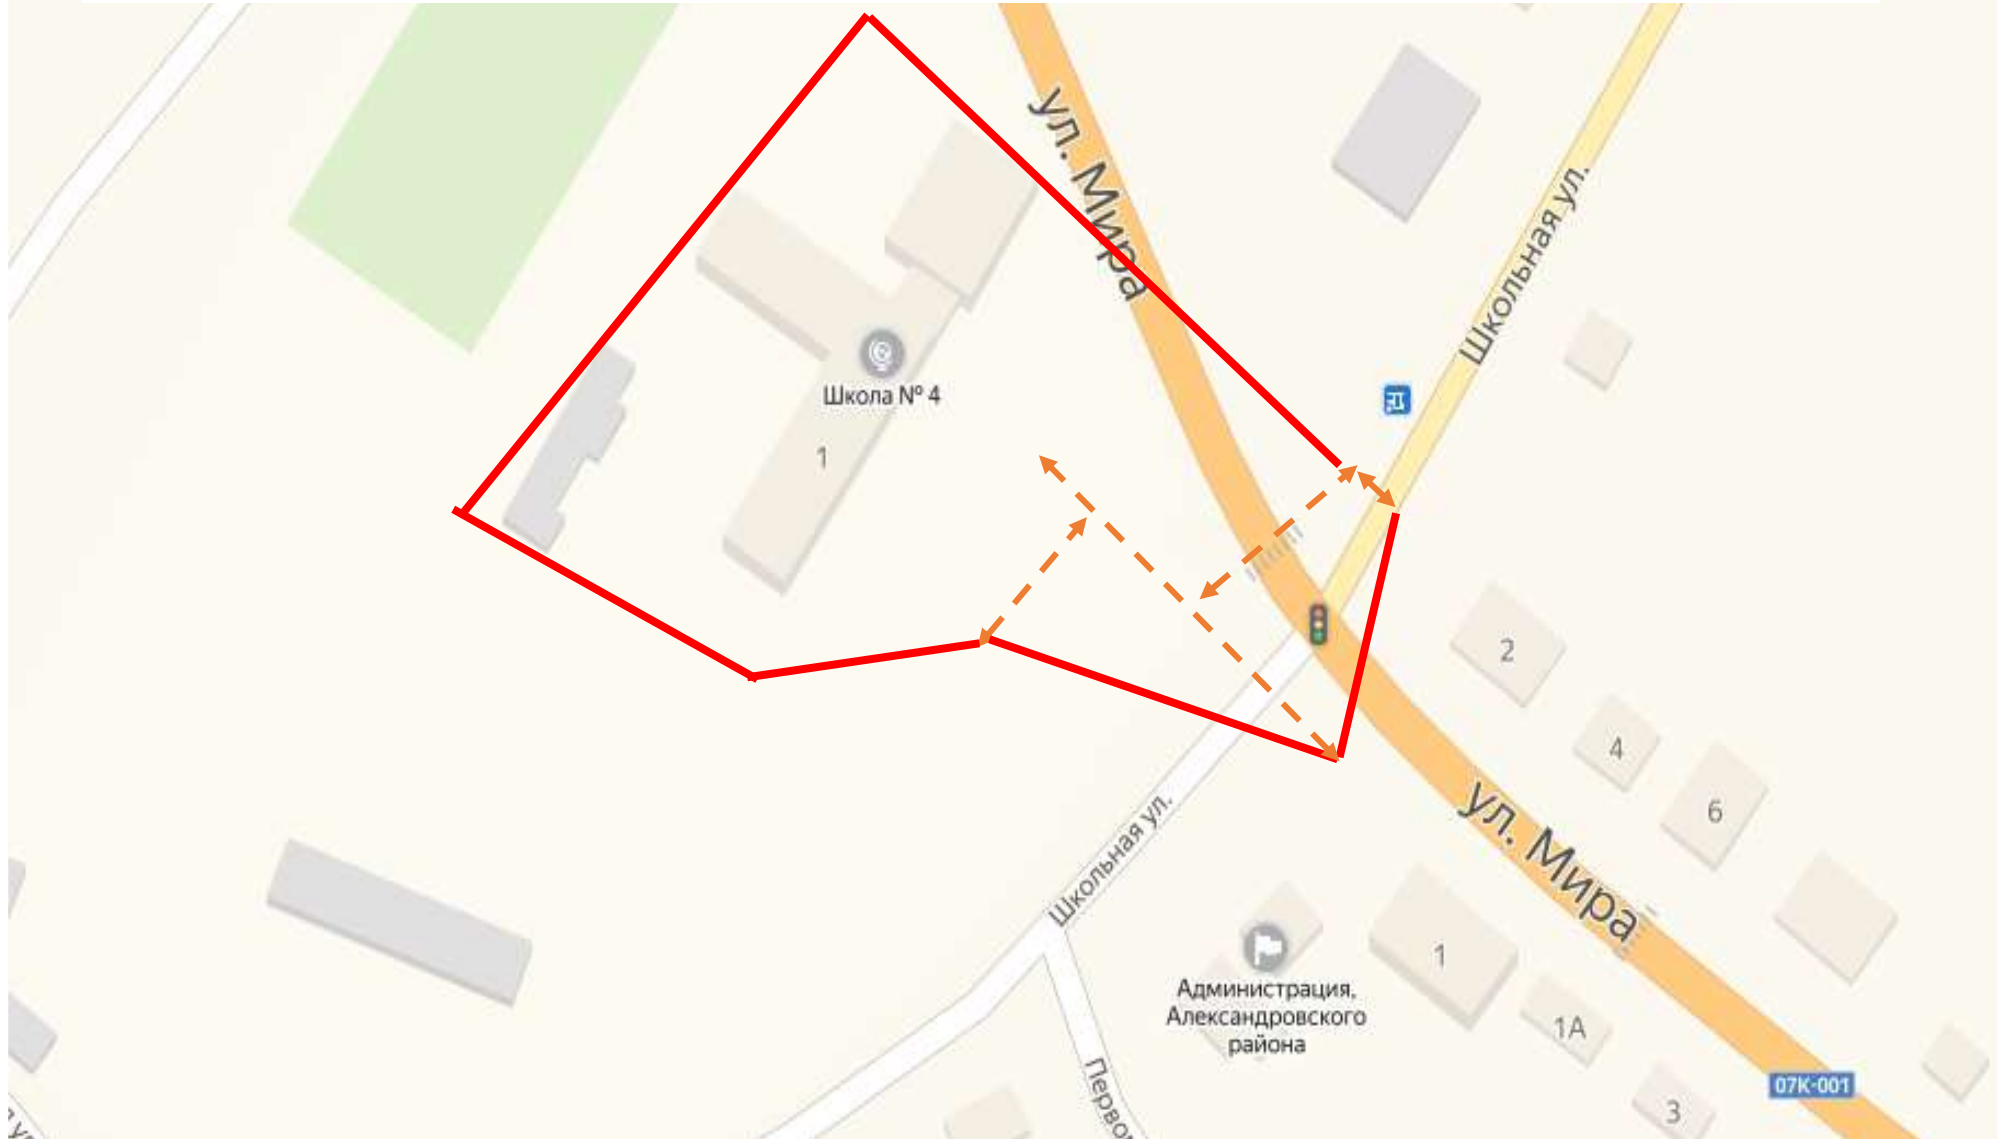 ул. Мира
Школьная ул.
Школа № 4
1
2
4
6
ул. Мира
Школьная ул.
1
Администрация,
Александровского
района
1А
07К-001
3